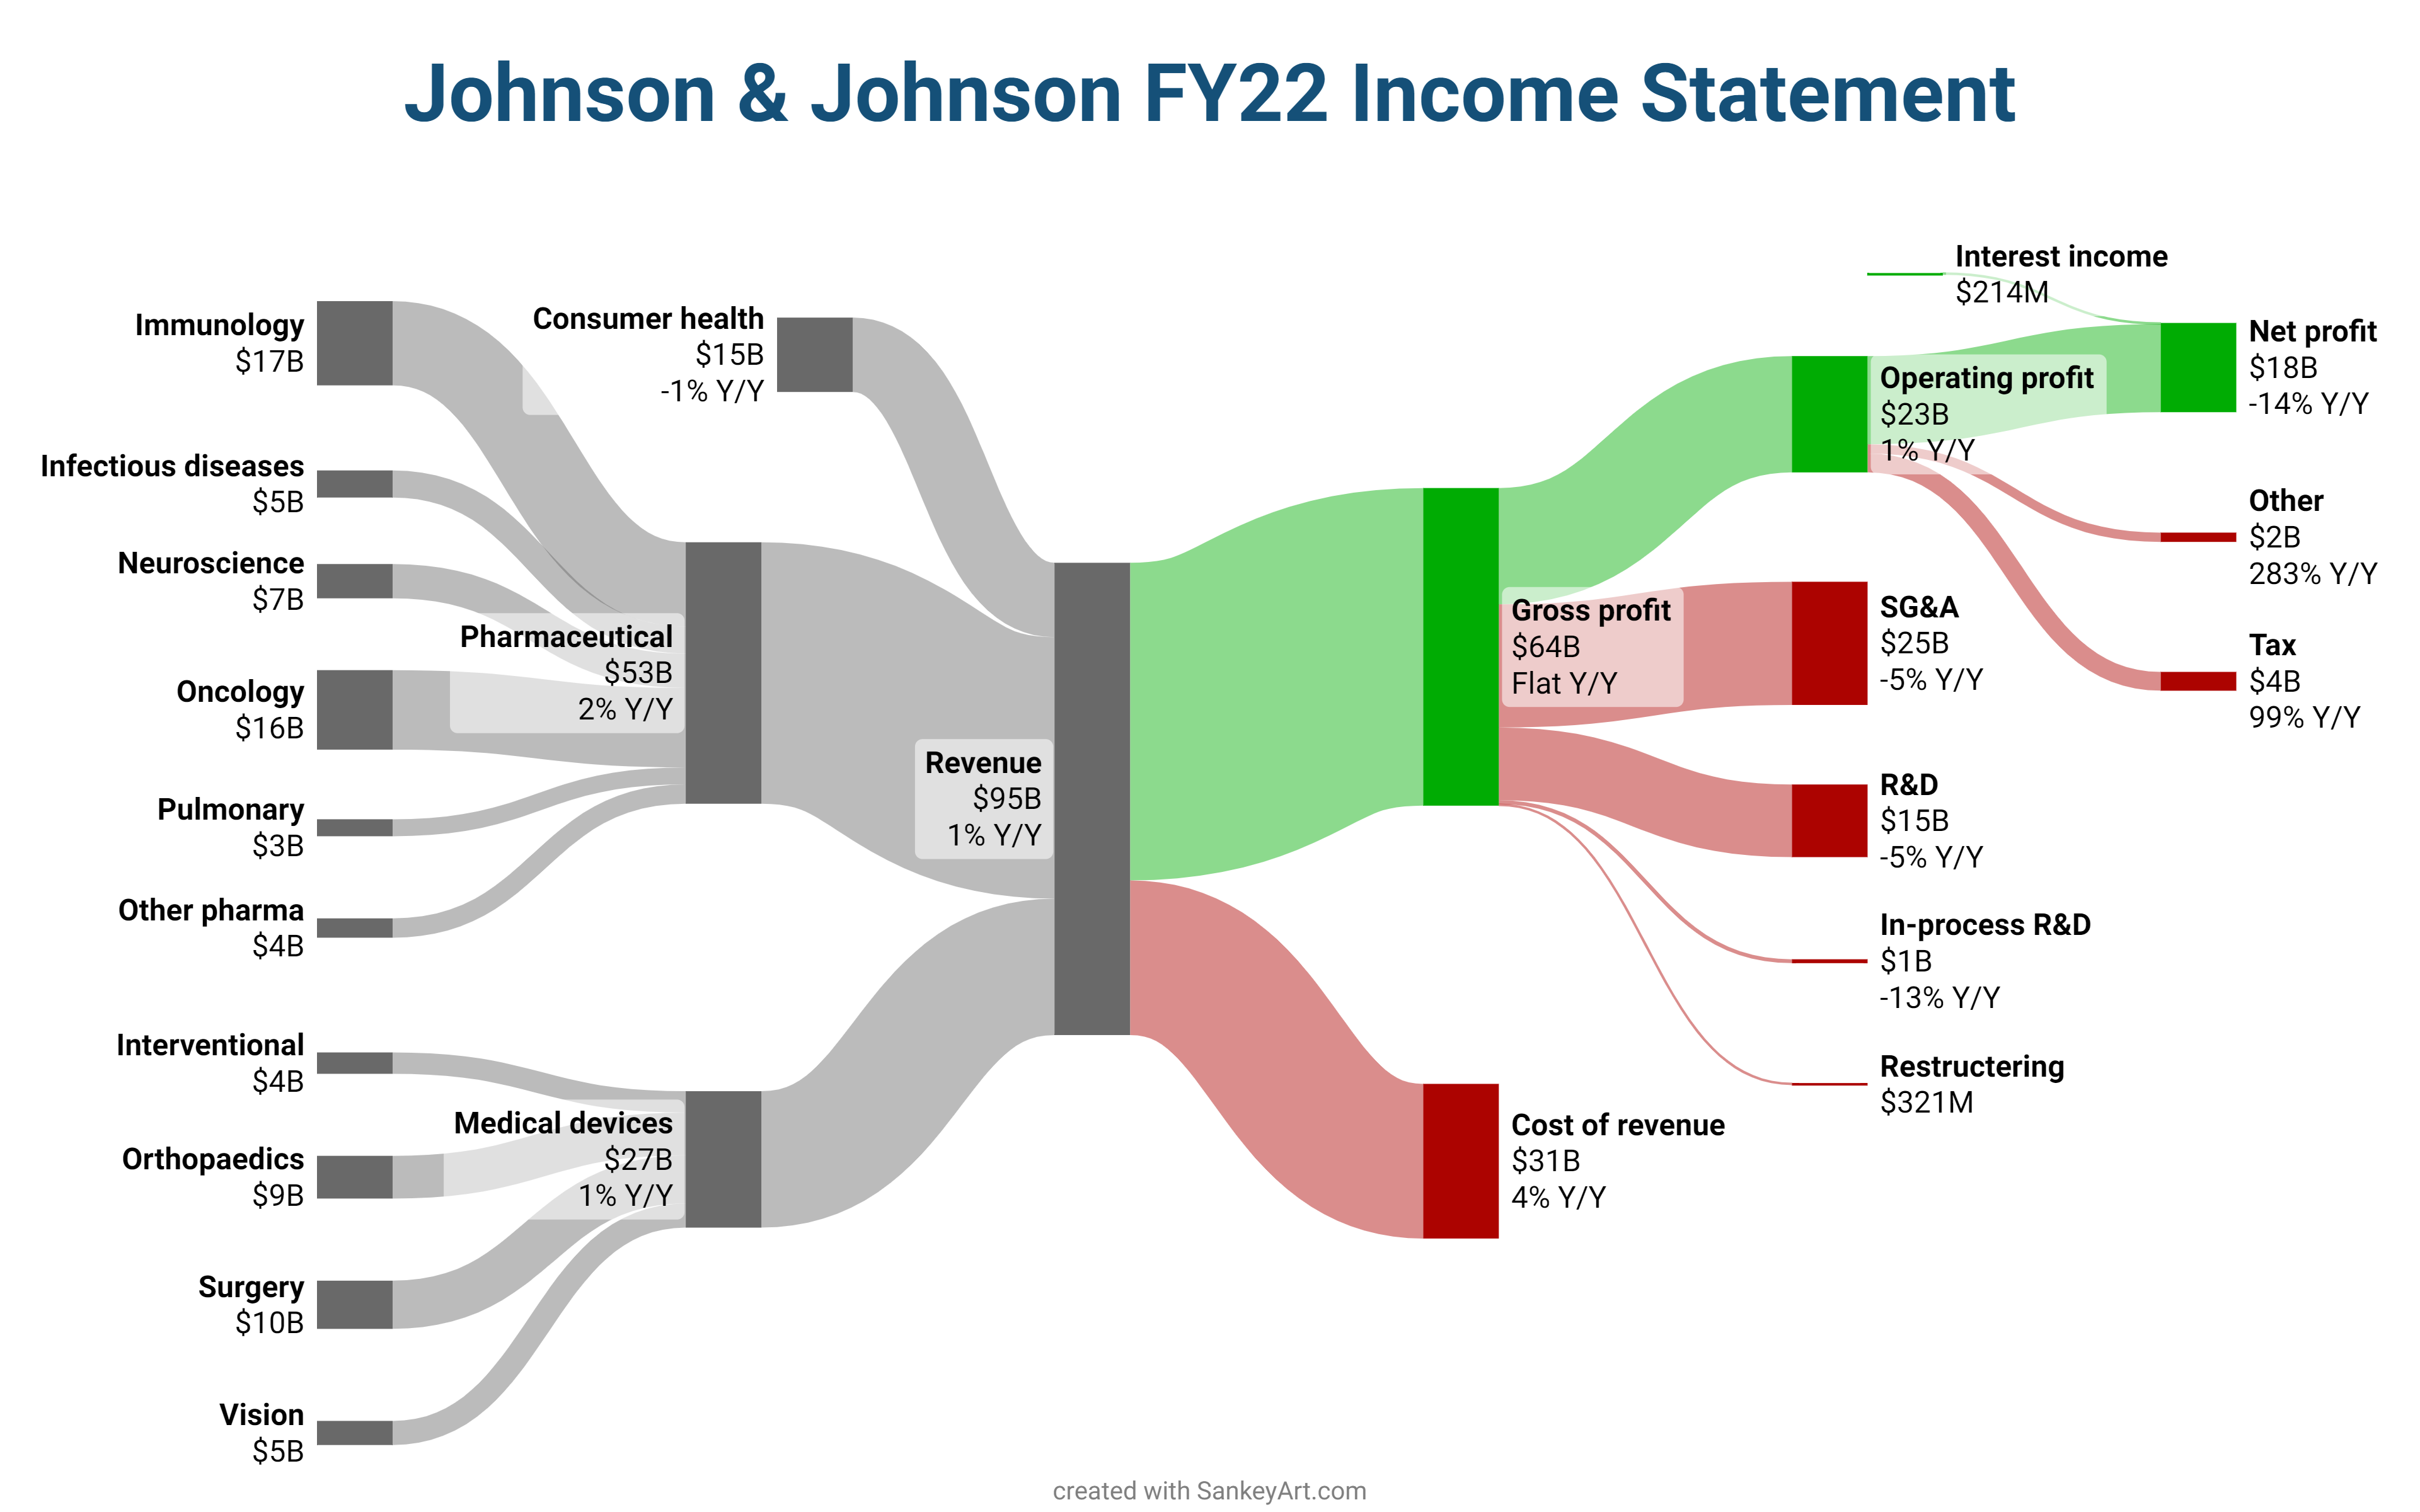 Johnson & Johnson FY22 Income Statement
Immunology
$17B
Infectious diseases
$5B
Neuroscience
$7B
Oncology
$16B
Pulmonary
$3B
Other pharma
$4B
Interventional
$4B
Orthopaedics
$9B
Surgery
$10B
Vision
$5B
Consumer health
$15B
-1% Y/Y
Pharmaceutical
$53B
2% Y/Y
Medical devices
$27B
1% Y/Y
Revenue
$95B
1% Y/Y
Gross profit
$64B
Flat Y/Y
Cost of revenue
$31B
4% Y/Y
Interest income
$214M
Operating profit
$23B
1% Y/Y
SG&A
$25B
-5% Y/Y
R&D
$15B
-5% Y/Y
In-process R&D
$1B
-13% Y/Y
Restructering
$321M
Net profit
$18B
-14% Y/Y
Other
$2B
283% Y/Y
Tax
$4B
99% Y/Y
created with SankeyArt.com